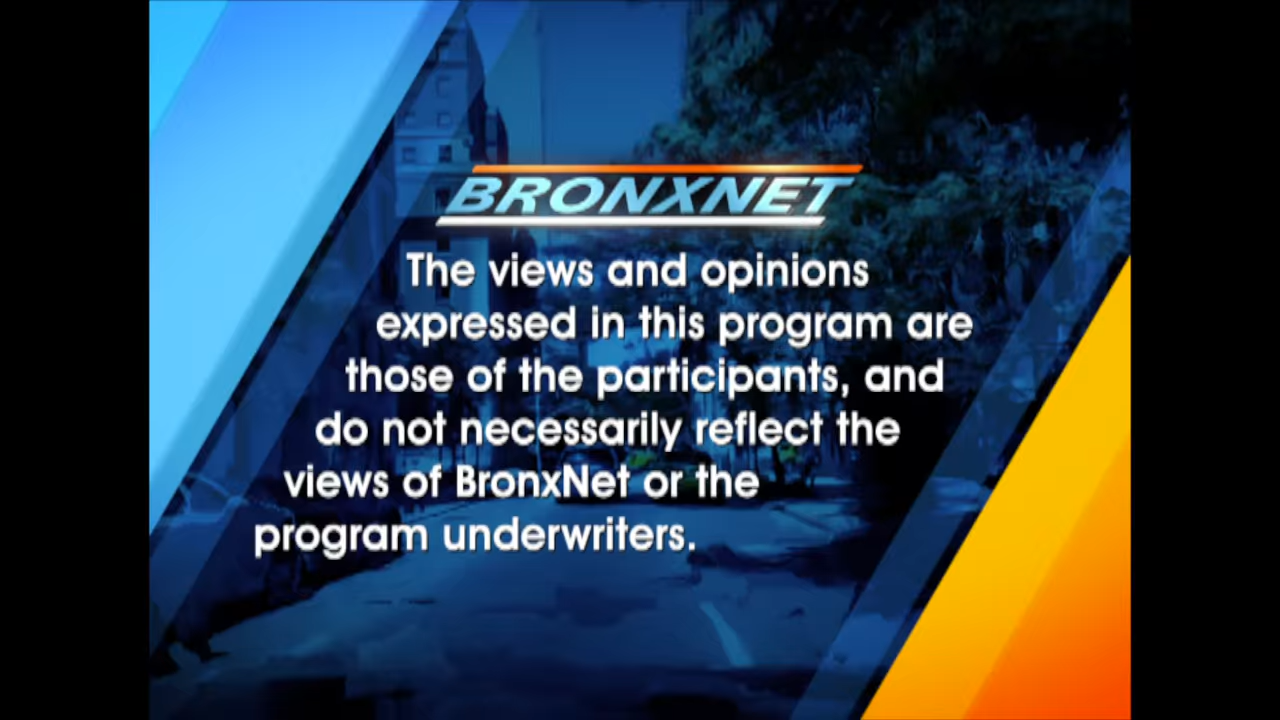 BRONXNET
The views and opinions
expressed in this program are
those of the participants, and
do not necessarily reflect the
views of BronxNet or the
program underwriters.